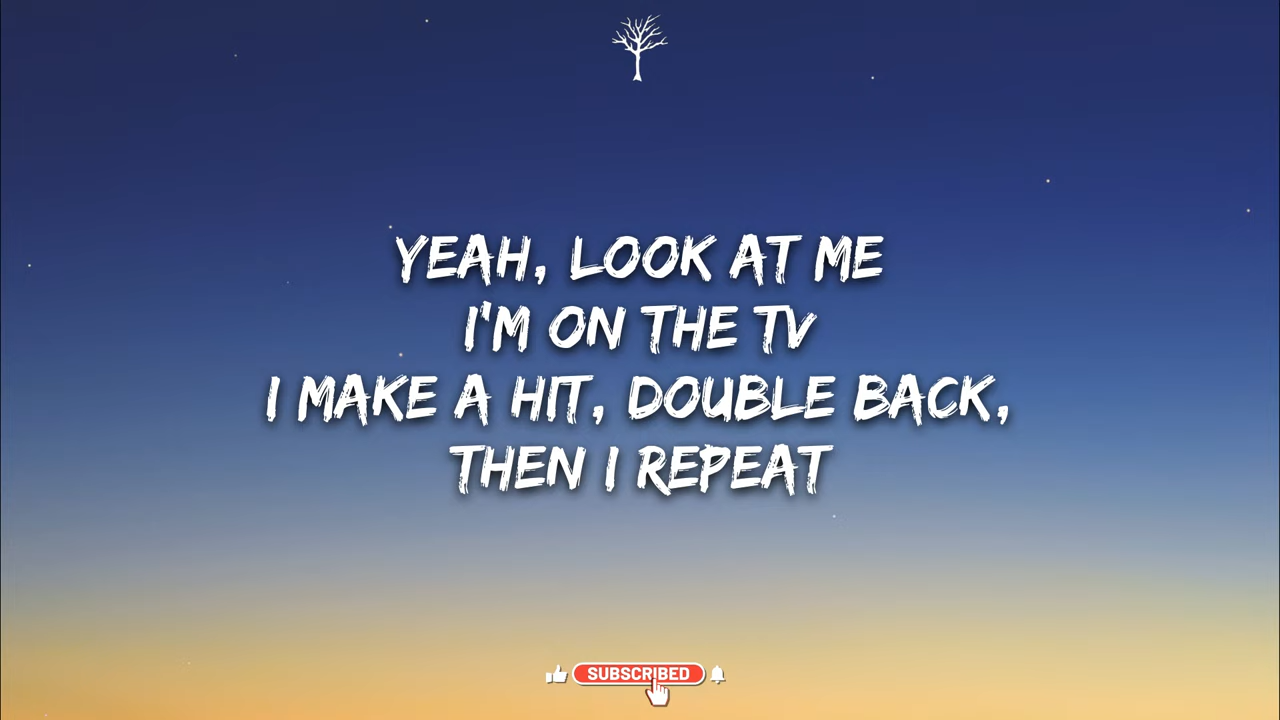 YEAH, LOOK AT ME
I'M ON THE TV
I MAKE A HIT, DOUBLE BACK,
THEN I REPEAT
SUBSCRIBED